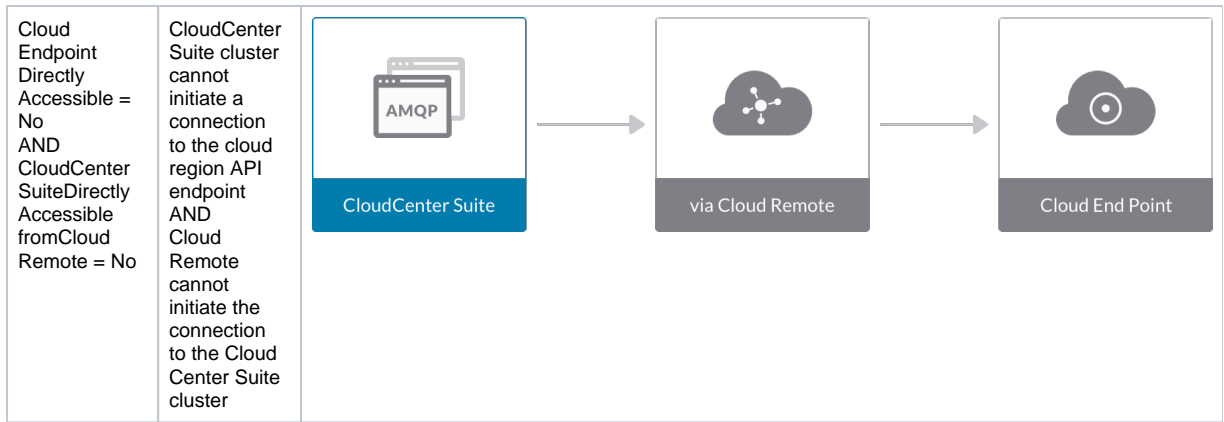 Cloud
Endpoint
Directly
Accessible =
No
AND
CloudCenter
SuiteDirectly
Accessible
fromCloud
Remote = No
CloudCenter
Suite cluster
cannot
initiate a
connection
to the cloud
region API
endpoint
AND
Cloud
Remote
cannot
initiate the
connection
to the Cloud
Center Suite
cluster
AMQP
CloudCenter Suite
via Cloud Remote
Cloud End Point